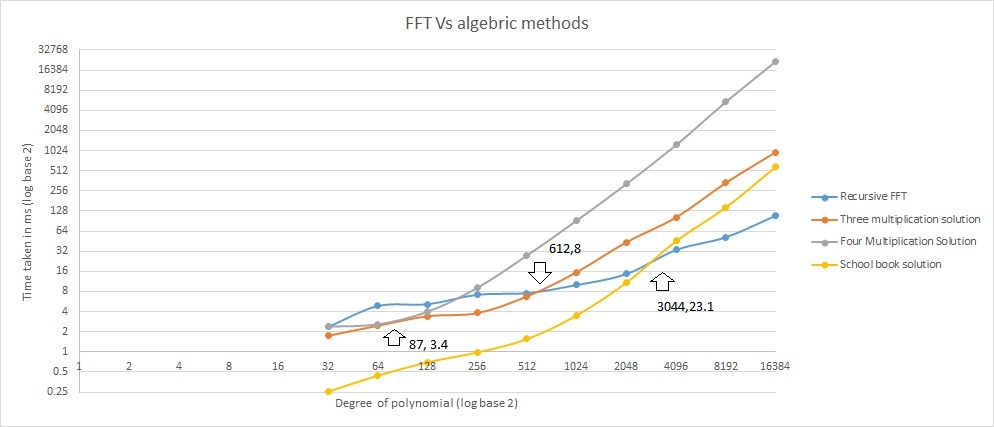 FFT Vs algebric methods
Time taken in ms (log base 2)
32768
16384
8192
4096
2048
1024
512
256
128
64
32
16
8
4
2
1
0.5
0.25
1 2 4 8 16 32 64 128 256 512 1024 2048 4096 8192 16384
Degree of polynomial (log base 2)
612,8
3044,23.1
87, 3.4
Recursive FFT
Three multiplication solution
Four Multiplication Solution
School book solution